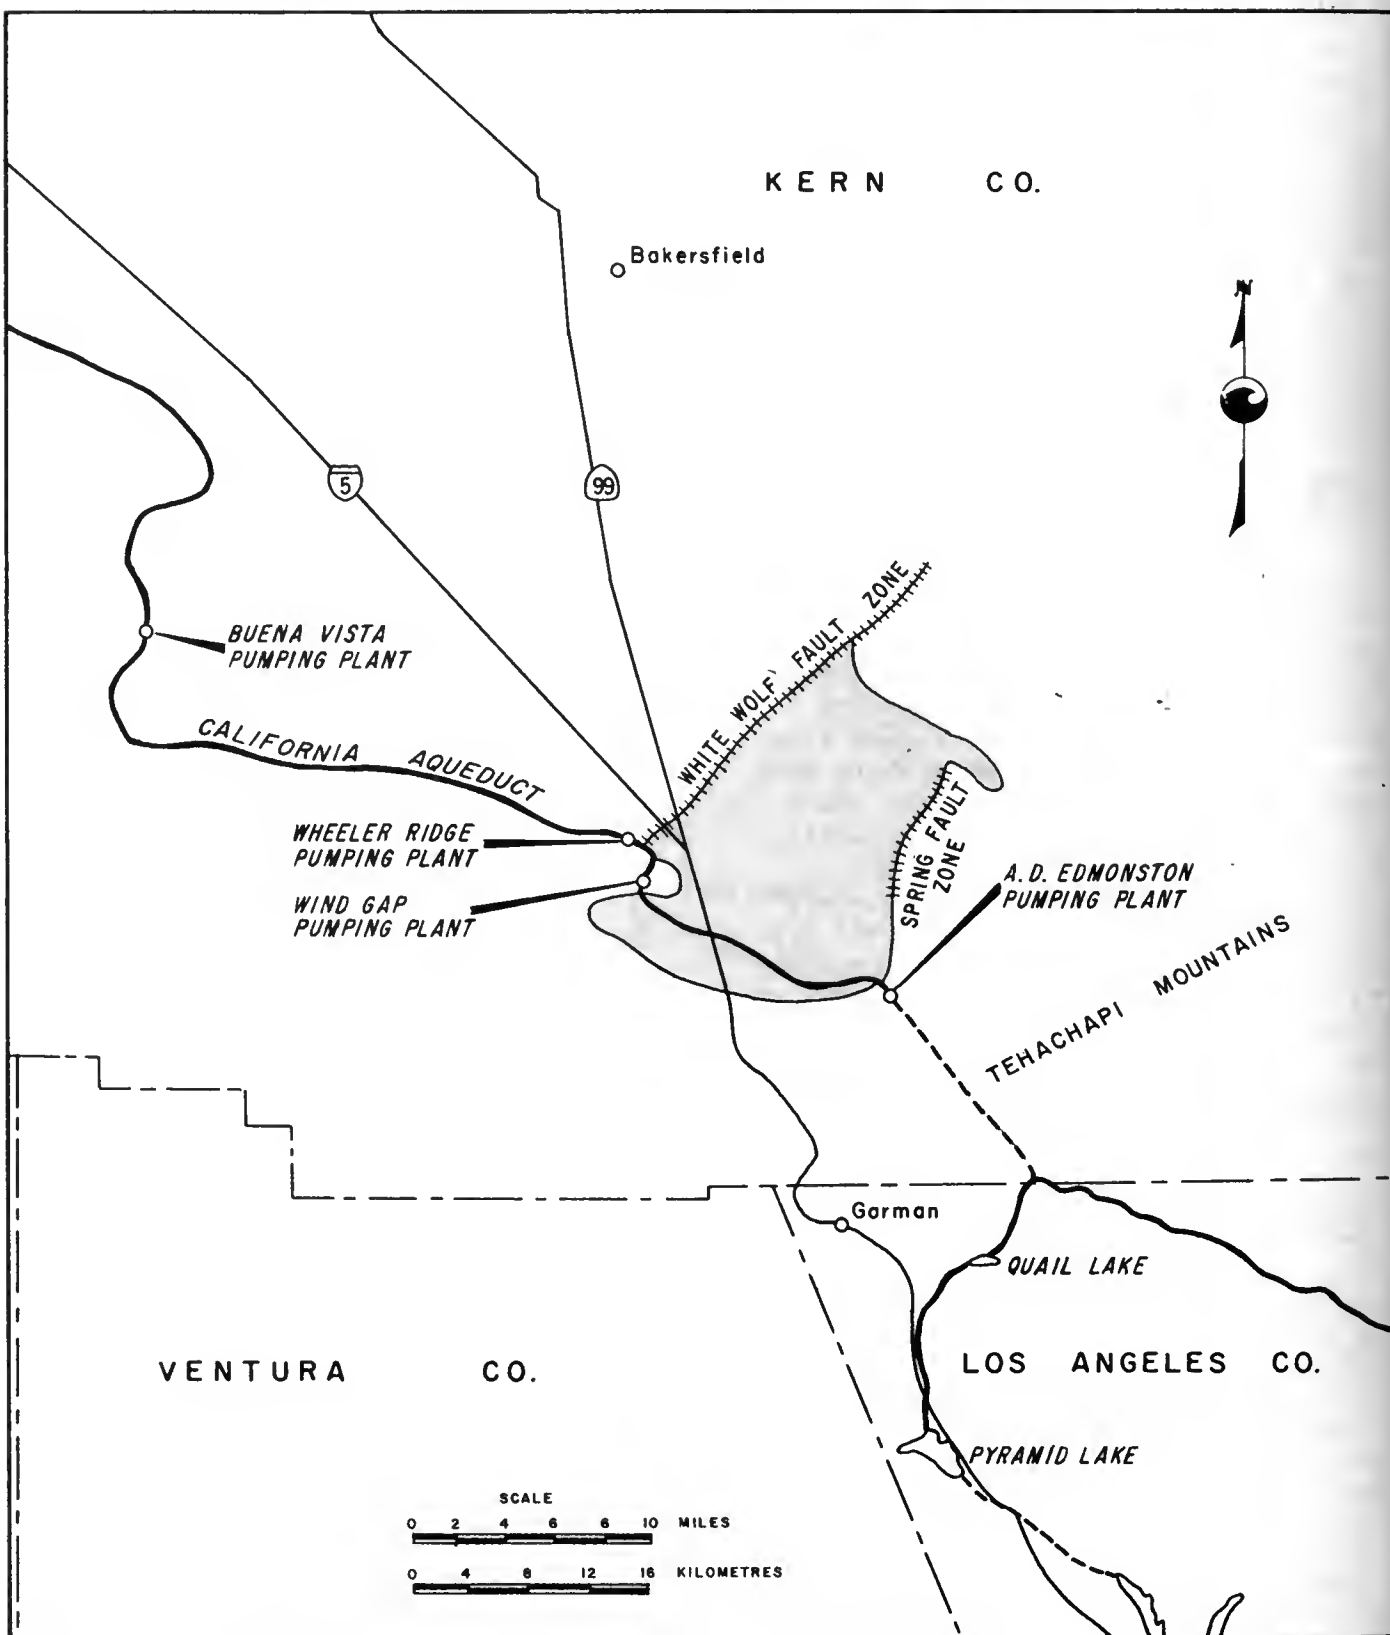 KERN CO.
Bakersfield
N
5
99
WHITE WOLF FAULT ZONE
BUENA VISTA
PUMPING PLANT
CALIFORNIA AQUEDUCT
WHEELER RIDGE
PUMPING PLANT
SPRING FAULT
ZONE
A.D. EDMONSTON
PUMPING PLANT
WIND GAP
PUMPING PLANT
TEHACHAPI MOUNTAINS
Gorman
QUAIL LAKE
VENTURA CO.
LOS ANGELES CO.
PYRAMID LAKE
SCALE
0 2 4 6 6 10 MILES
0 4 8 12 16 KILOMETRES